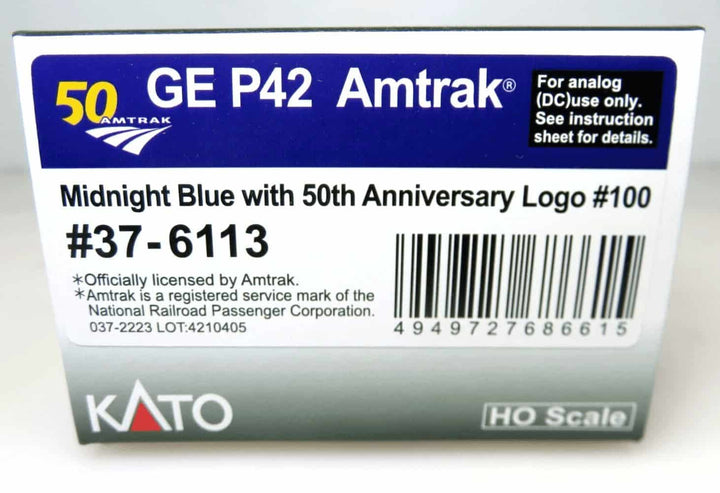 50
AMTRAK
GE P42 Amtrak®
For analog
(DC)use only.
See instruction
sheet for details.
Midnight Blue with 50th Anniversary Logo #100
#37-6113
*Officially licensed by Amtrak.
*Amtrak is a registered service mark of the
National Railroad Passenger Corporation.
037-2223 LOT:4210405
4949727686615
KATO
HO Scale